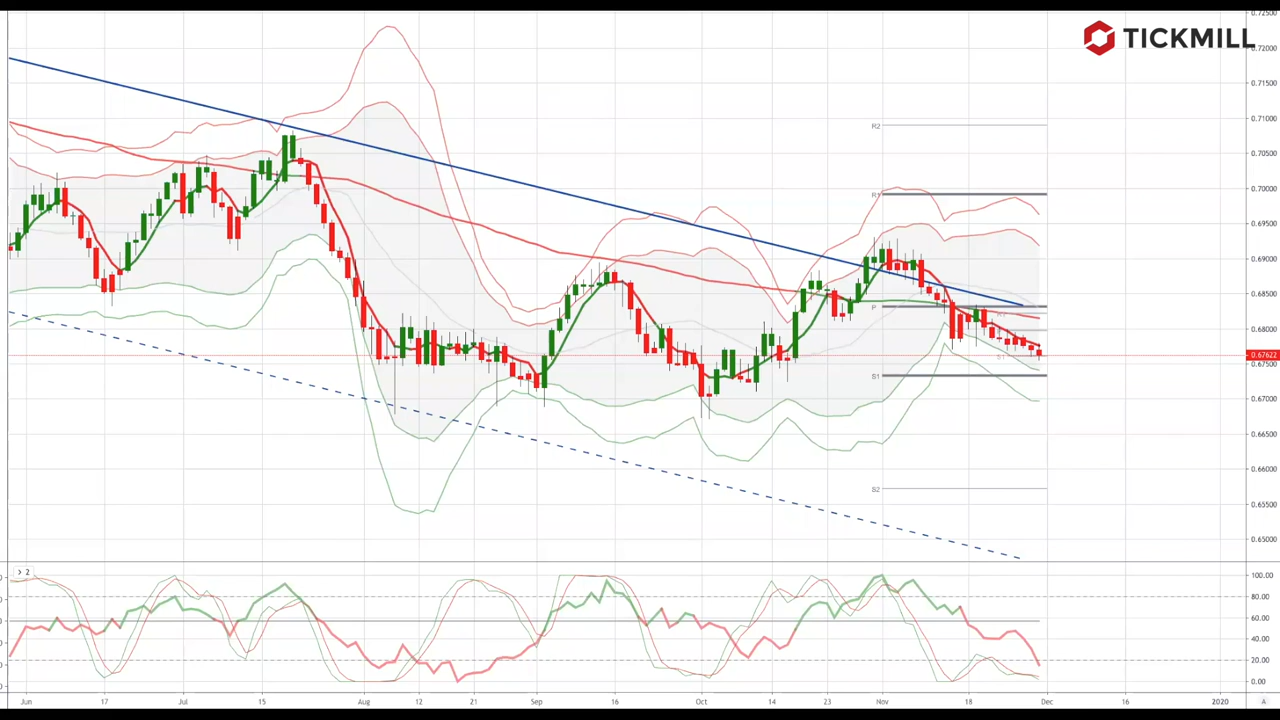 TICKMILL
0.72500
0.72000
0.71500
0.71000
0.70500
0.70000
0.69500
0.69000
0.68500
0.68000
0.67622
0.67500
0.67000
0.66500
0.66000
0.65500
0.65000
R2
R1
P
R1
S1
S1
S2
> 2
100.00
80.00
60.00
40.00
20.00
0.00
Jun 17 Jul 15 Aug 12 21 Sep 16 Oct 14 23 Nov 18 Dec 16 2020 A